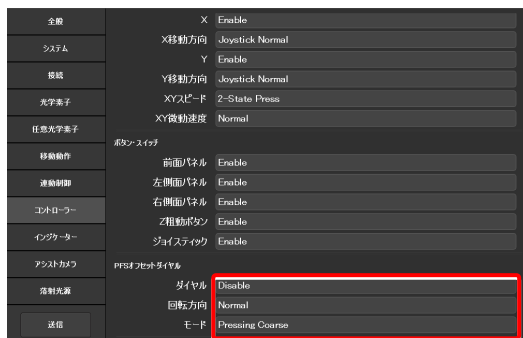 全般
システム
接続
光学素子
任意光学素子
移動動作
連動制御
コントローラー
インジケーター
アシストカメラ
落射光源
送信
X Enable
X移動方向 Joystick Normal
Y Enable
Y移動方向 Joystick Normal
XYスピード 2-State Press
XY微動速度 Normal
ボタン・スイッチ
前面パネル Enable
左側面パネル Enable
右側面パネル Enable
Z粗動ボタン Enable
ジョイスティック Enable
PFSオフセットダイヤル
ダイヤル Disable
回転方向 Normal
モード Pressing Coarse